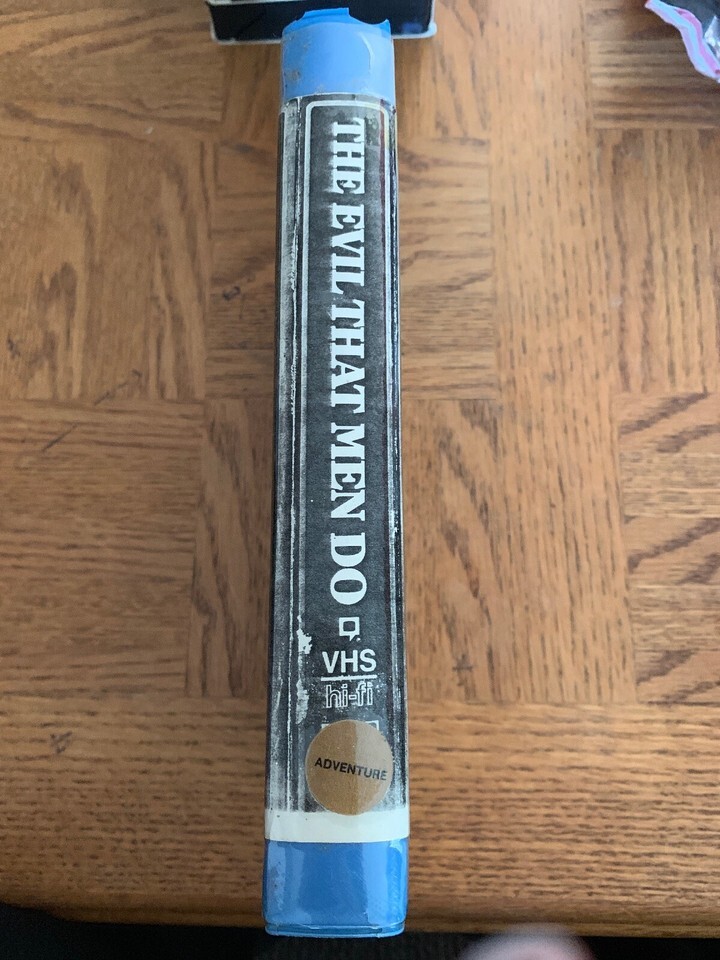 THE EVIL THAT MEN DO
VHS
hi-fi
ADVENTURE